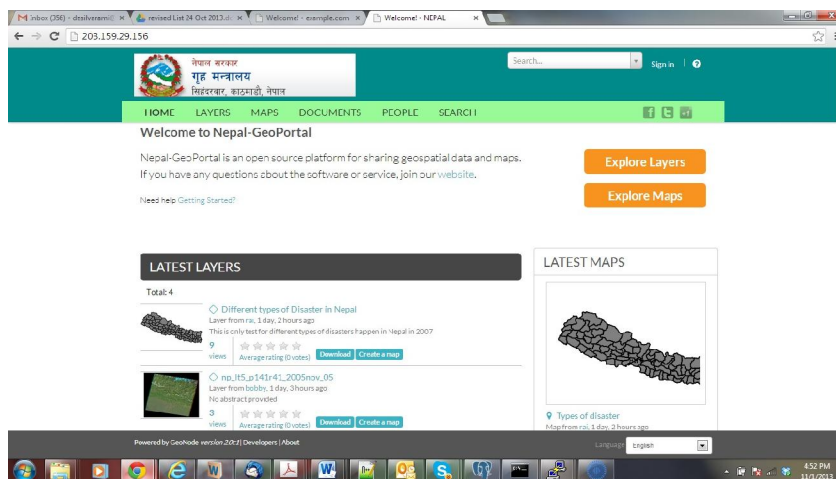 Inbox (356) - desilveramil
revised List 24 Oct 2013.d
Welcome! - example.com
Welcome! - NEPAL
203.159.29.156
नेपाल सरकार
गृह मन्त्रालय
सिंहदरवार, काठमाडौं, नेपाल
Search...
Sign in
HOME LAYERS MAPS DOCUMENTS PEOPLE SEARCH
Welcome to Nepal-GeoPortal
Nepal-GeoPortal is an open source platform for sharing geospatial data and maps.
If you have any questions about the software or service, join our website.
Need help Getting Started?
Explore Layers
Explore Maps
LATEST LAYERS
Total: 4
Different types of Disaster in Nepal
Layer from rai, 1 day, 2 hours ago
This is only test for different types of disasters happen in Nepal in 2007
9
views
Average rating (0 votes)
Download
Create a map
np_lt5_p141r41_2005nov_05
Layer from bobby, 1 day, 3 hours ago
No abstract provided
3
views
Average rating (0 votes)
Download
Create a map
LATEST MAPS
Types of disaster
Map from rai, 1 day, 2 hours ago
Powered by GeoNode version 2.0c1 | Developers | About
Language
English
4:52 PM
11/1/2013